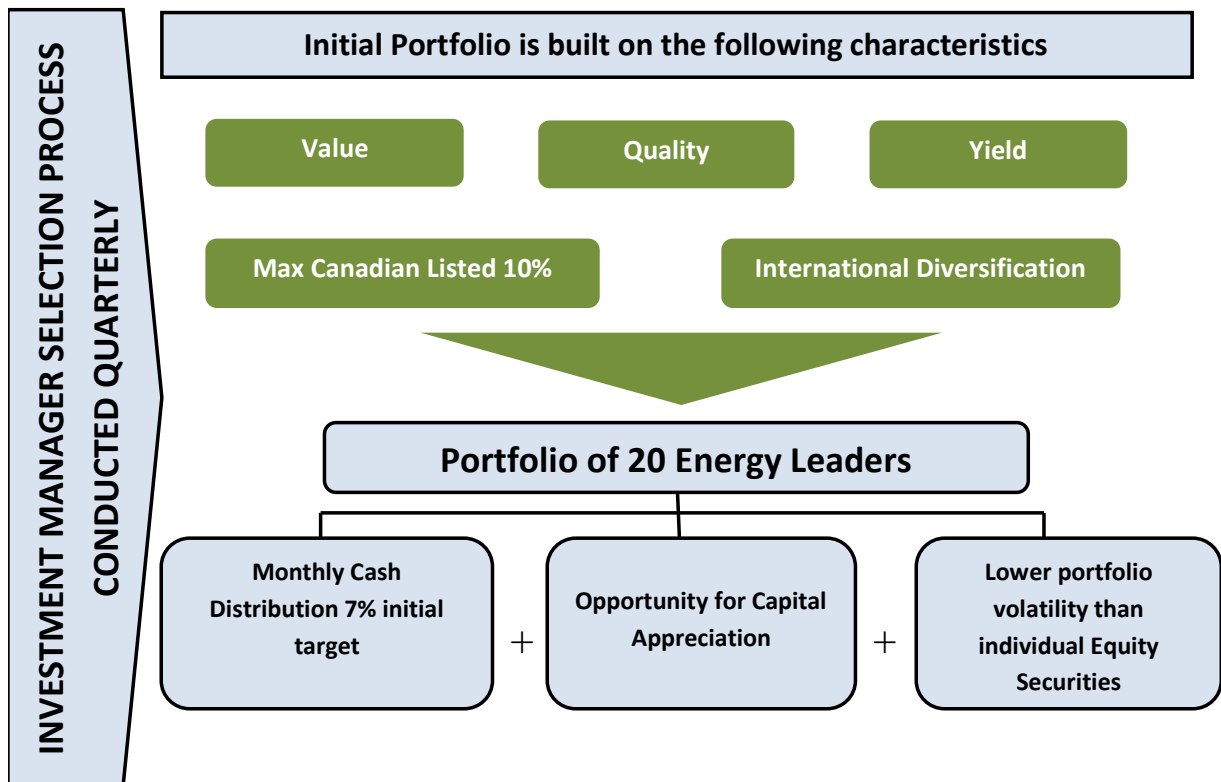 INVESTMENT MANAGER SELECTION PROCESS
CONDUCTED QUARTERLY
Initial Portfolio is built on the following characteristics
Value
Quality
Yield
Max Canadian Listed 10%
International Diversification
Portfolio of 20 Energy Leaders
Monthly Cash
Distribution 7% initial
target
+
Opportunity for Capital
Appreciation
+
Lower portfolio
volatility than
individual Equity
Securities